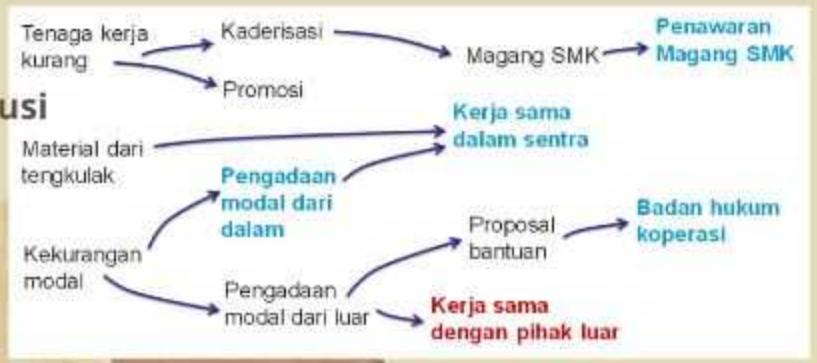 Tenaga kerja
kurang
Kaderisasi
Promosi
Magang SMK
Penawaran
Magang SMK
usi
Material dari
tengkulak
Kerja sama
dalam sentra
Pengadaan
modal dari
dalam
Kekurangan
modal
Pengadaan
modal dari luar
Proposal
bantuan
Badan hukum
koperasi
Kerja sama
dengan pihak luar